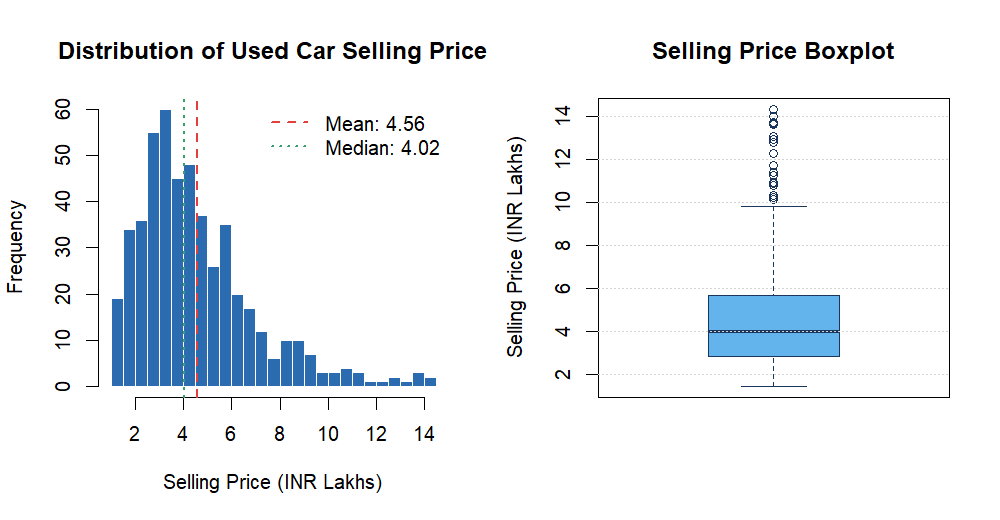 Distribution of Used Car Selling Price
Mean: 4.56
Median: 4.02
Frequency
0
10
20
30
40
50
60
2 4 6 8 10 12 14
Selling Price (INR Lakhs)
Selling Price Boxplot
Selling Price (INR Lakhs)
2
4
6
8
10
12
14